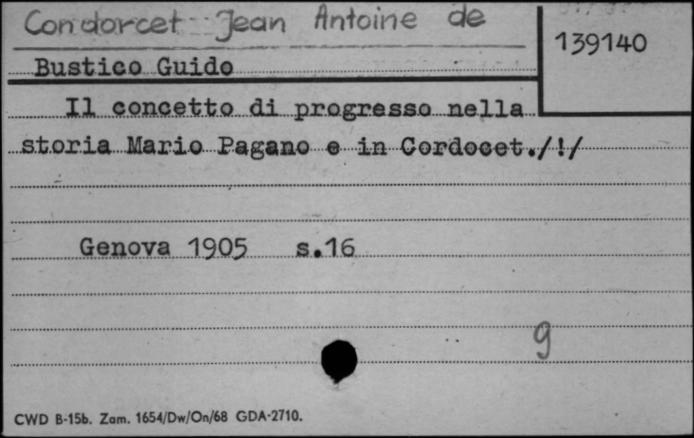 Condorcet Jean Antoine de
139140
Bustico Guido
Il concetto di progresso nella
storia Mario Pagano e in Cordocet./!/
Genova 1905 s.16
g
CWD B-15b. Zam. 1654/Dw/On/68 GDA-2710.